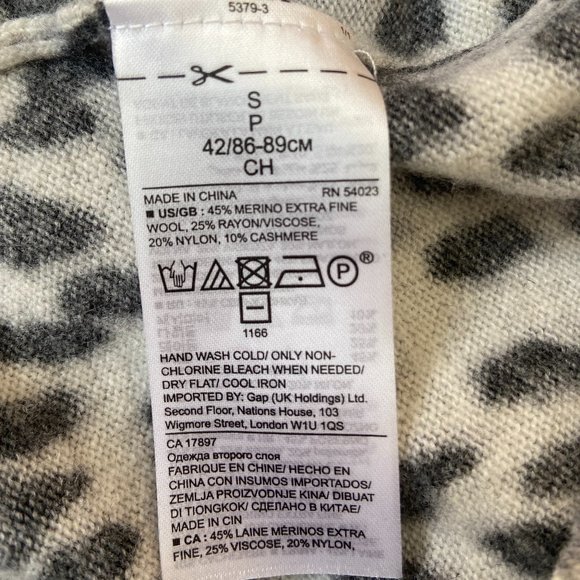 5379-3
S
P
42/86-89CM
CH
MADE IN CHINA RN 54023
■ US/GB : 45% MERINO EXTRA FINE
WOOL, 25% RAYON/VISCOSE,
20% NYLON, 10% CASHMERE
P ®
1166
HAND WASH COLD/ ONLY NON-
CHLORINE BLEACH WHEN NEEDED/
DRY FLAT/ COOL IRON
IMPORTED BY: Gap (UK Holdings) Ltd.
Second Floor, Nations House, 103
Wigmore Street, London W1U 1QS
CA 17897
Одежда второго слоя
FABRIQUÉ EN CHINE/ HECHO EN
CHINA CON INSUMOS IMPORTADOS/
ZEMLJA PROIZVODNJE KINA/ DIBUAT
DI TIONGKOK/ СДЕЛАНО В КИТАЕ/
MADE IN CIN
■ CA : 45% LAINE MÉRINOS EXTRA
FINE, 25% VISCOSE, 20% NYLON,